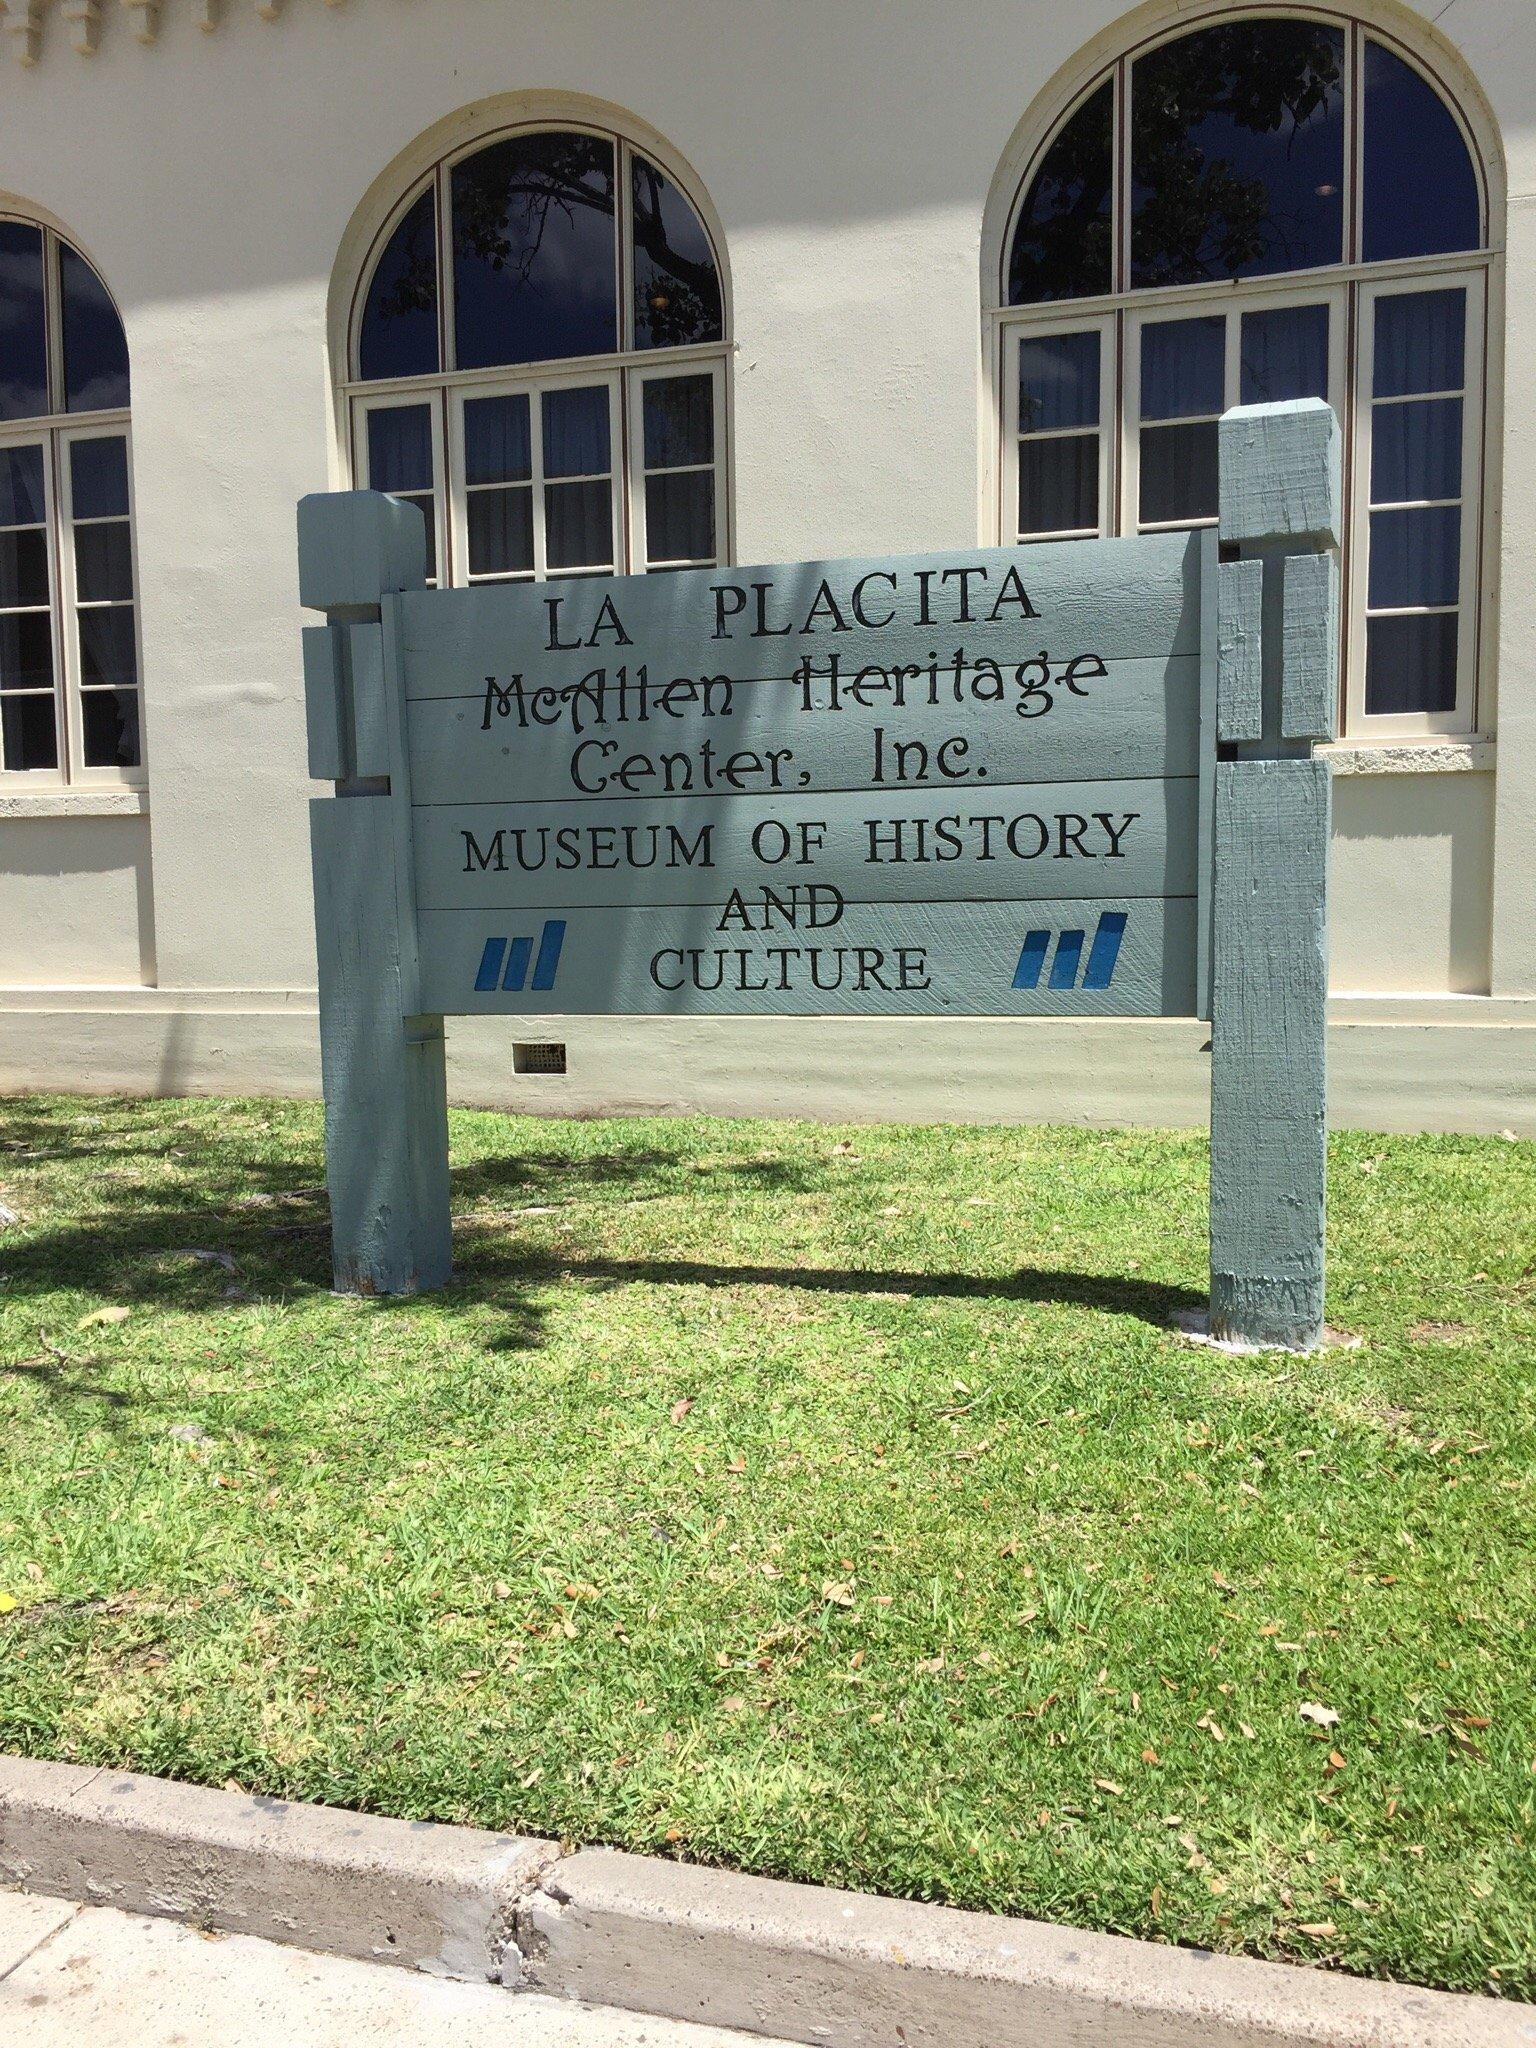 LA PLACITA
McAllen Heritage
Center, Inc.
MUSEUM OF HISTORY
AND
CULTURE